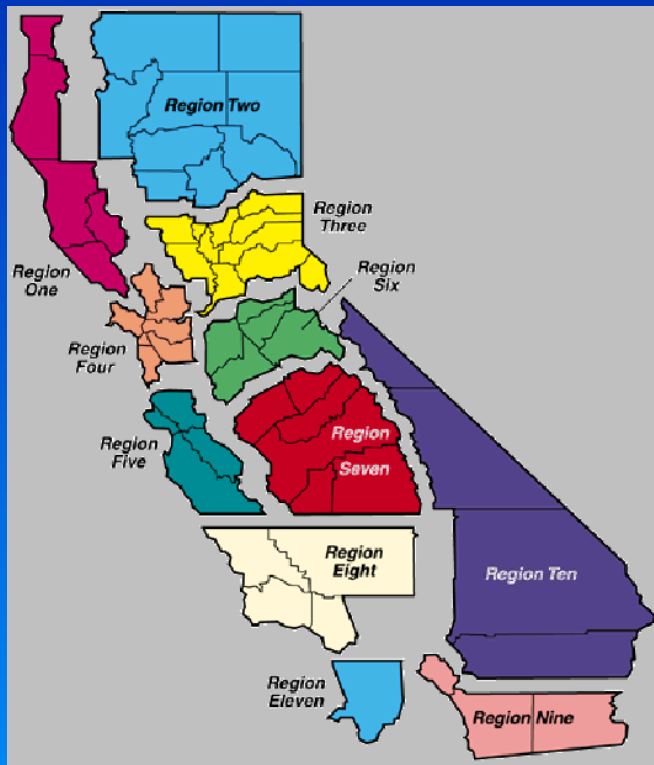 Region Two
Region
Three
Region
Six
Region
One
Region
Four
Region
Five
Region
Seven
Region
Eight
Region Ten
Region
Eleven
Region Nine